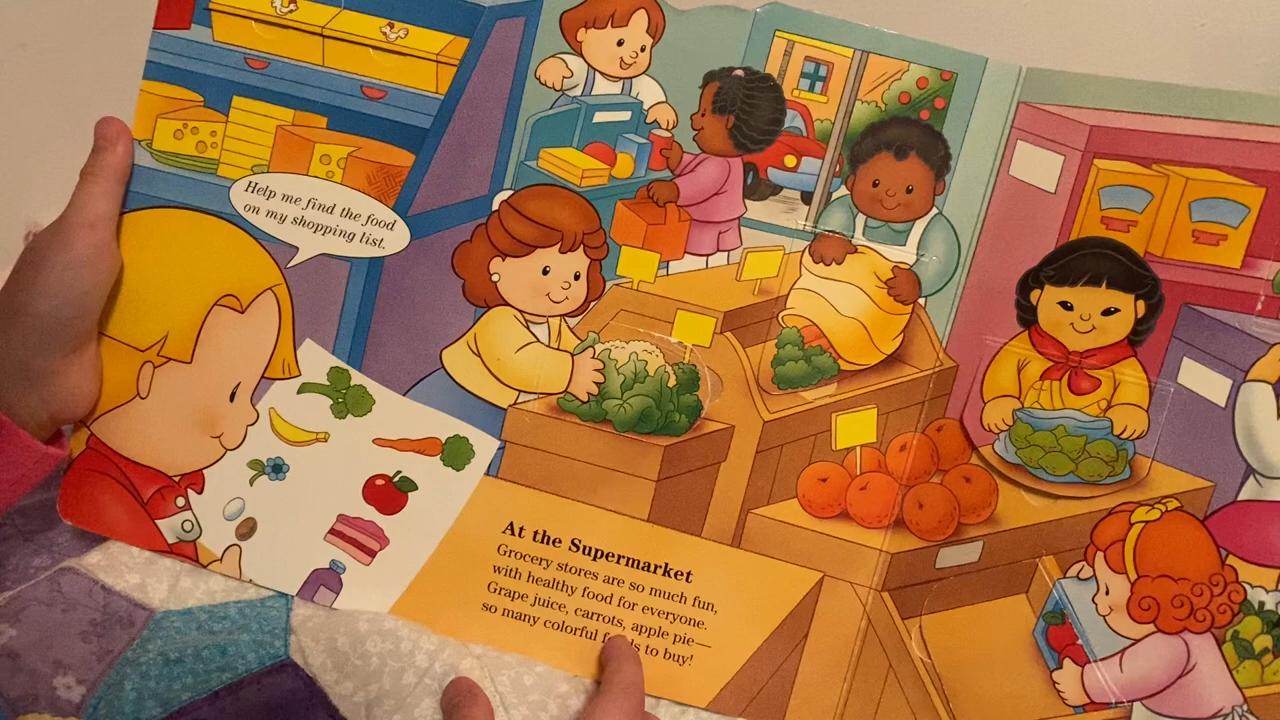 Help me find the food
on my shopping list.
At the Supermarket
Grocery stores are so much fun,
with healthy food for everyone.
Grape juice, carrots, apple pie—
so many colorful to buy!